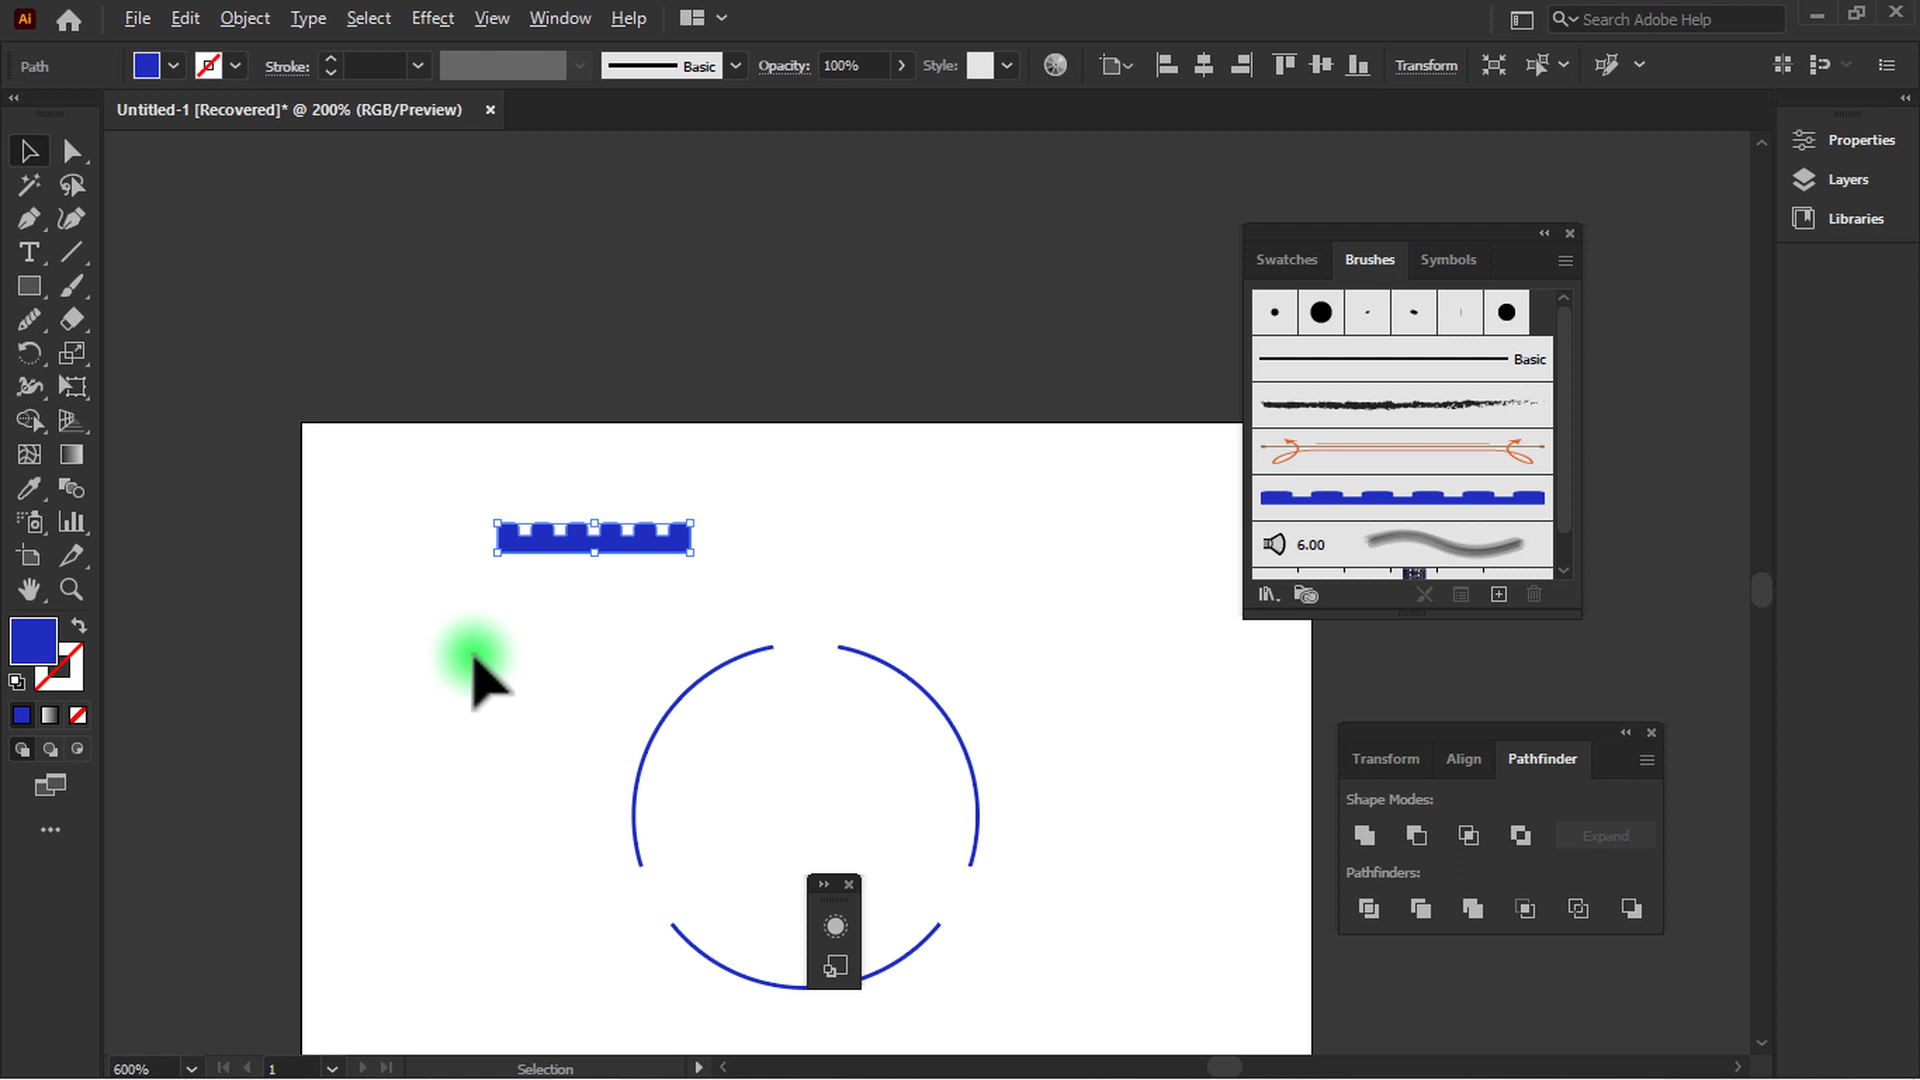 Ai File Edit Object Type Select Effect View Window Help Search Adobe Help
Path Stroke: Basic Opacity: 100% Style: Transform
Untitled-1 [Recovered]* @ 200% (RGB/Preview)
Properties
Layers
Libraries
Swatches Brushes Symbols
Basic
6.00
Transform Align Pathfinder
Shape Modes:
Expand
Pathfinders:
600% 1 Selection